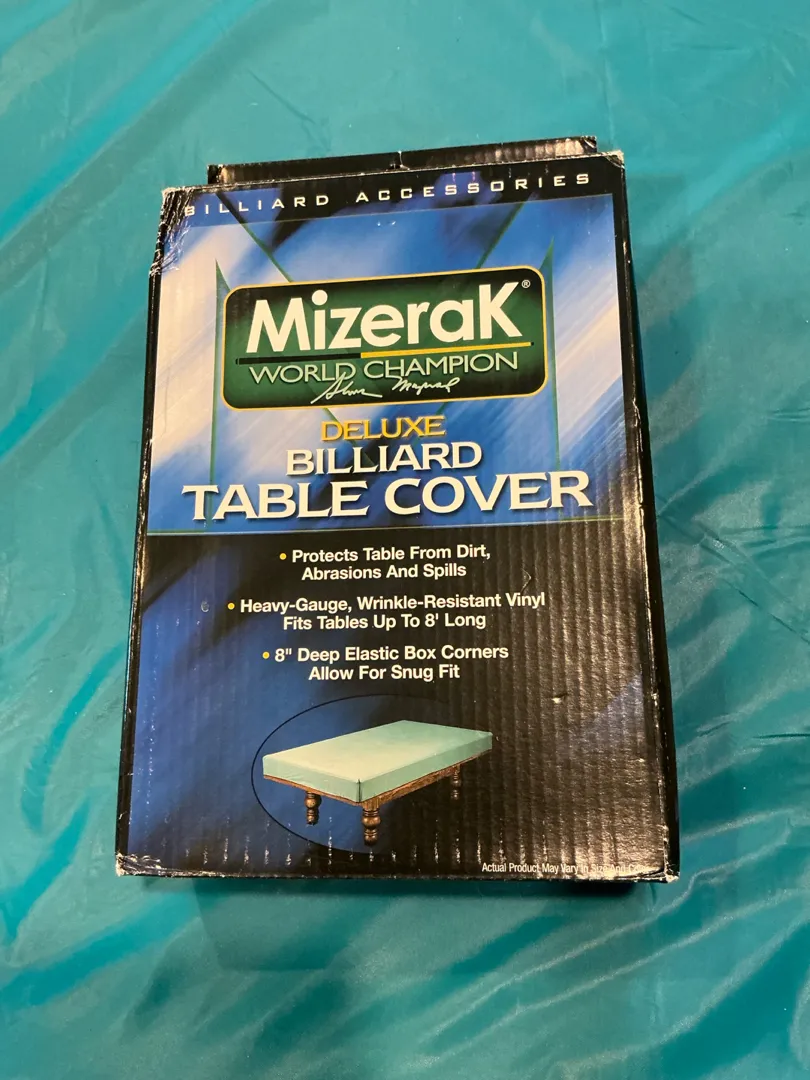 BILLIARD ACCESSORIES
MizeraK®
WORLD CHAMPION
DELUXE
BILLIARD
TABLE COVER
• Protects Table From Dirt,
Abrasions And Spills
• Heavy-Gauge, Wrinkle-Resistant Vinyl
Fits Tables Up To 8' Long
• 8" Deep Elastic Box Corners
Allow For Snug Fit
Actual Product May Vary In Size And